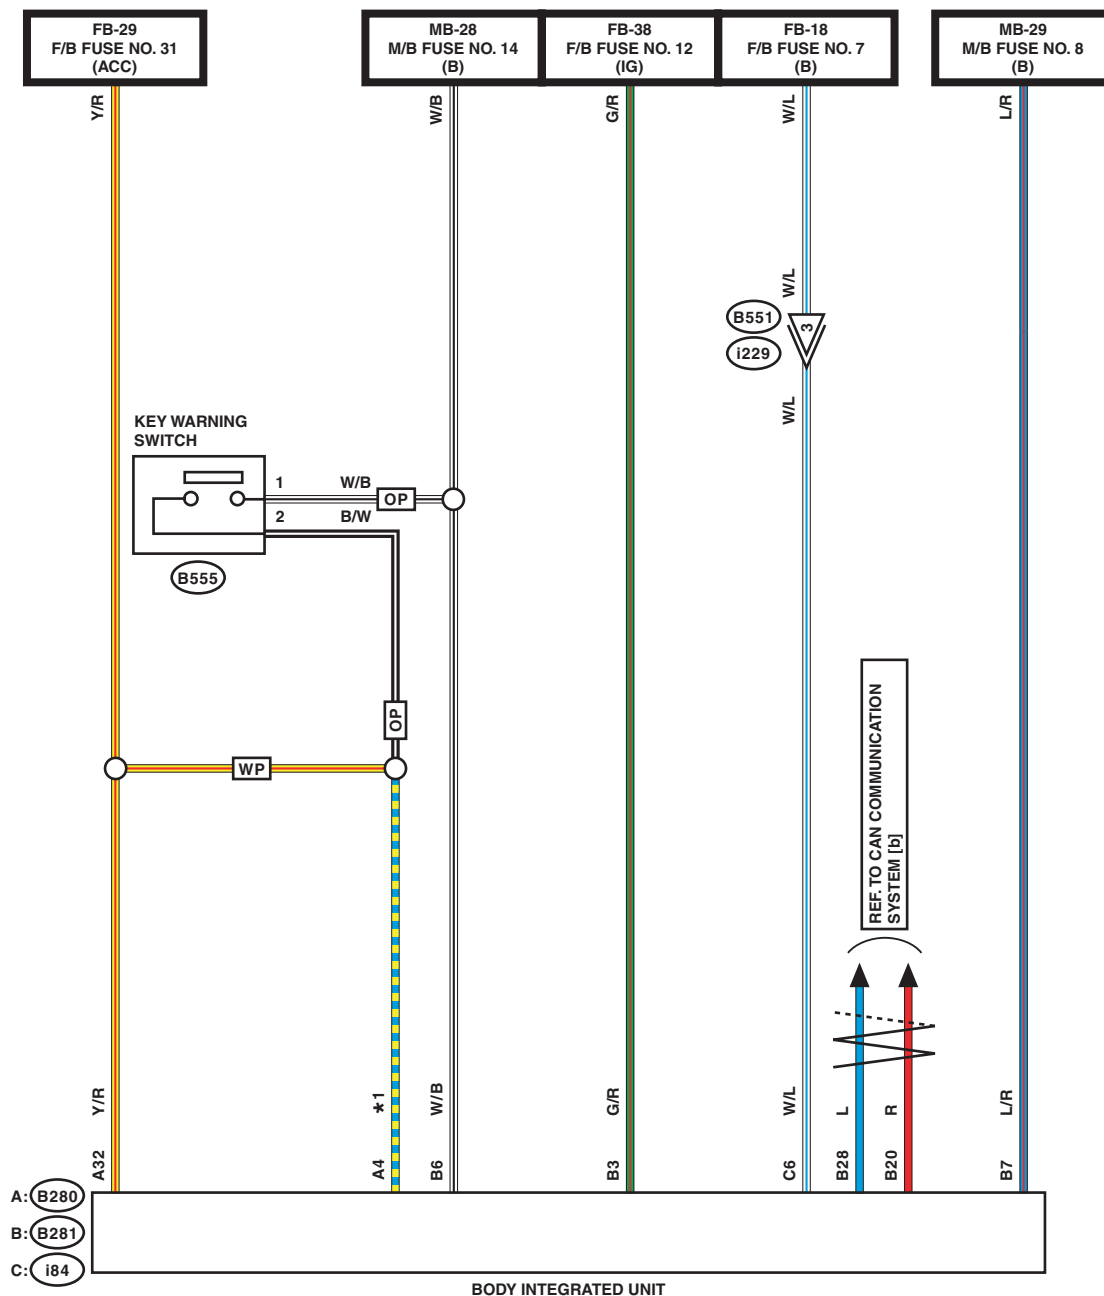 FB-29
F/B FUSE NO. 31
(ACC)
MB-28
M/B FUSE NO. 14
(B)
FB-38
F/B FUSE NO. 12
(IG)
FB-18
F/B FUSE NO. 7
(B)
MB-29
M/B FUSE NO. 8
(B)
Y/R
W/B
G/R
W/L
L/R
W/L
B551
3
i229
W/L
KEY WARNING
SWITCH
1
W/B
OP
2
B/W
B555
OP
WP
REF. TO CAN COMMUNICATION
SYSTEM [b]
Y/R
*1
W/B
G/R
W/L
L
R
L/R
A32
A4
B6
B3
C6
B28
B20
B7
A: B280
B: B281
C: i84
BODY INTEGRATED UNIT